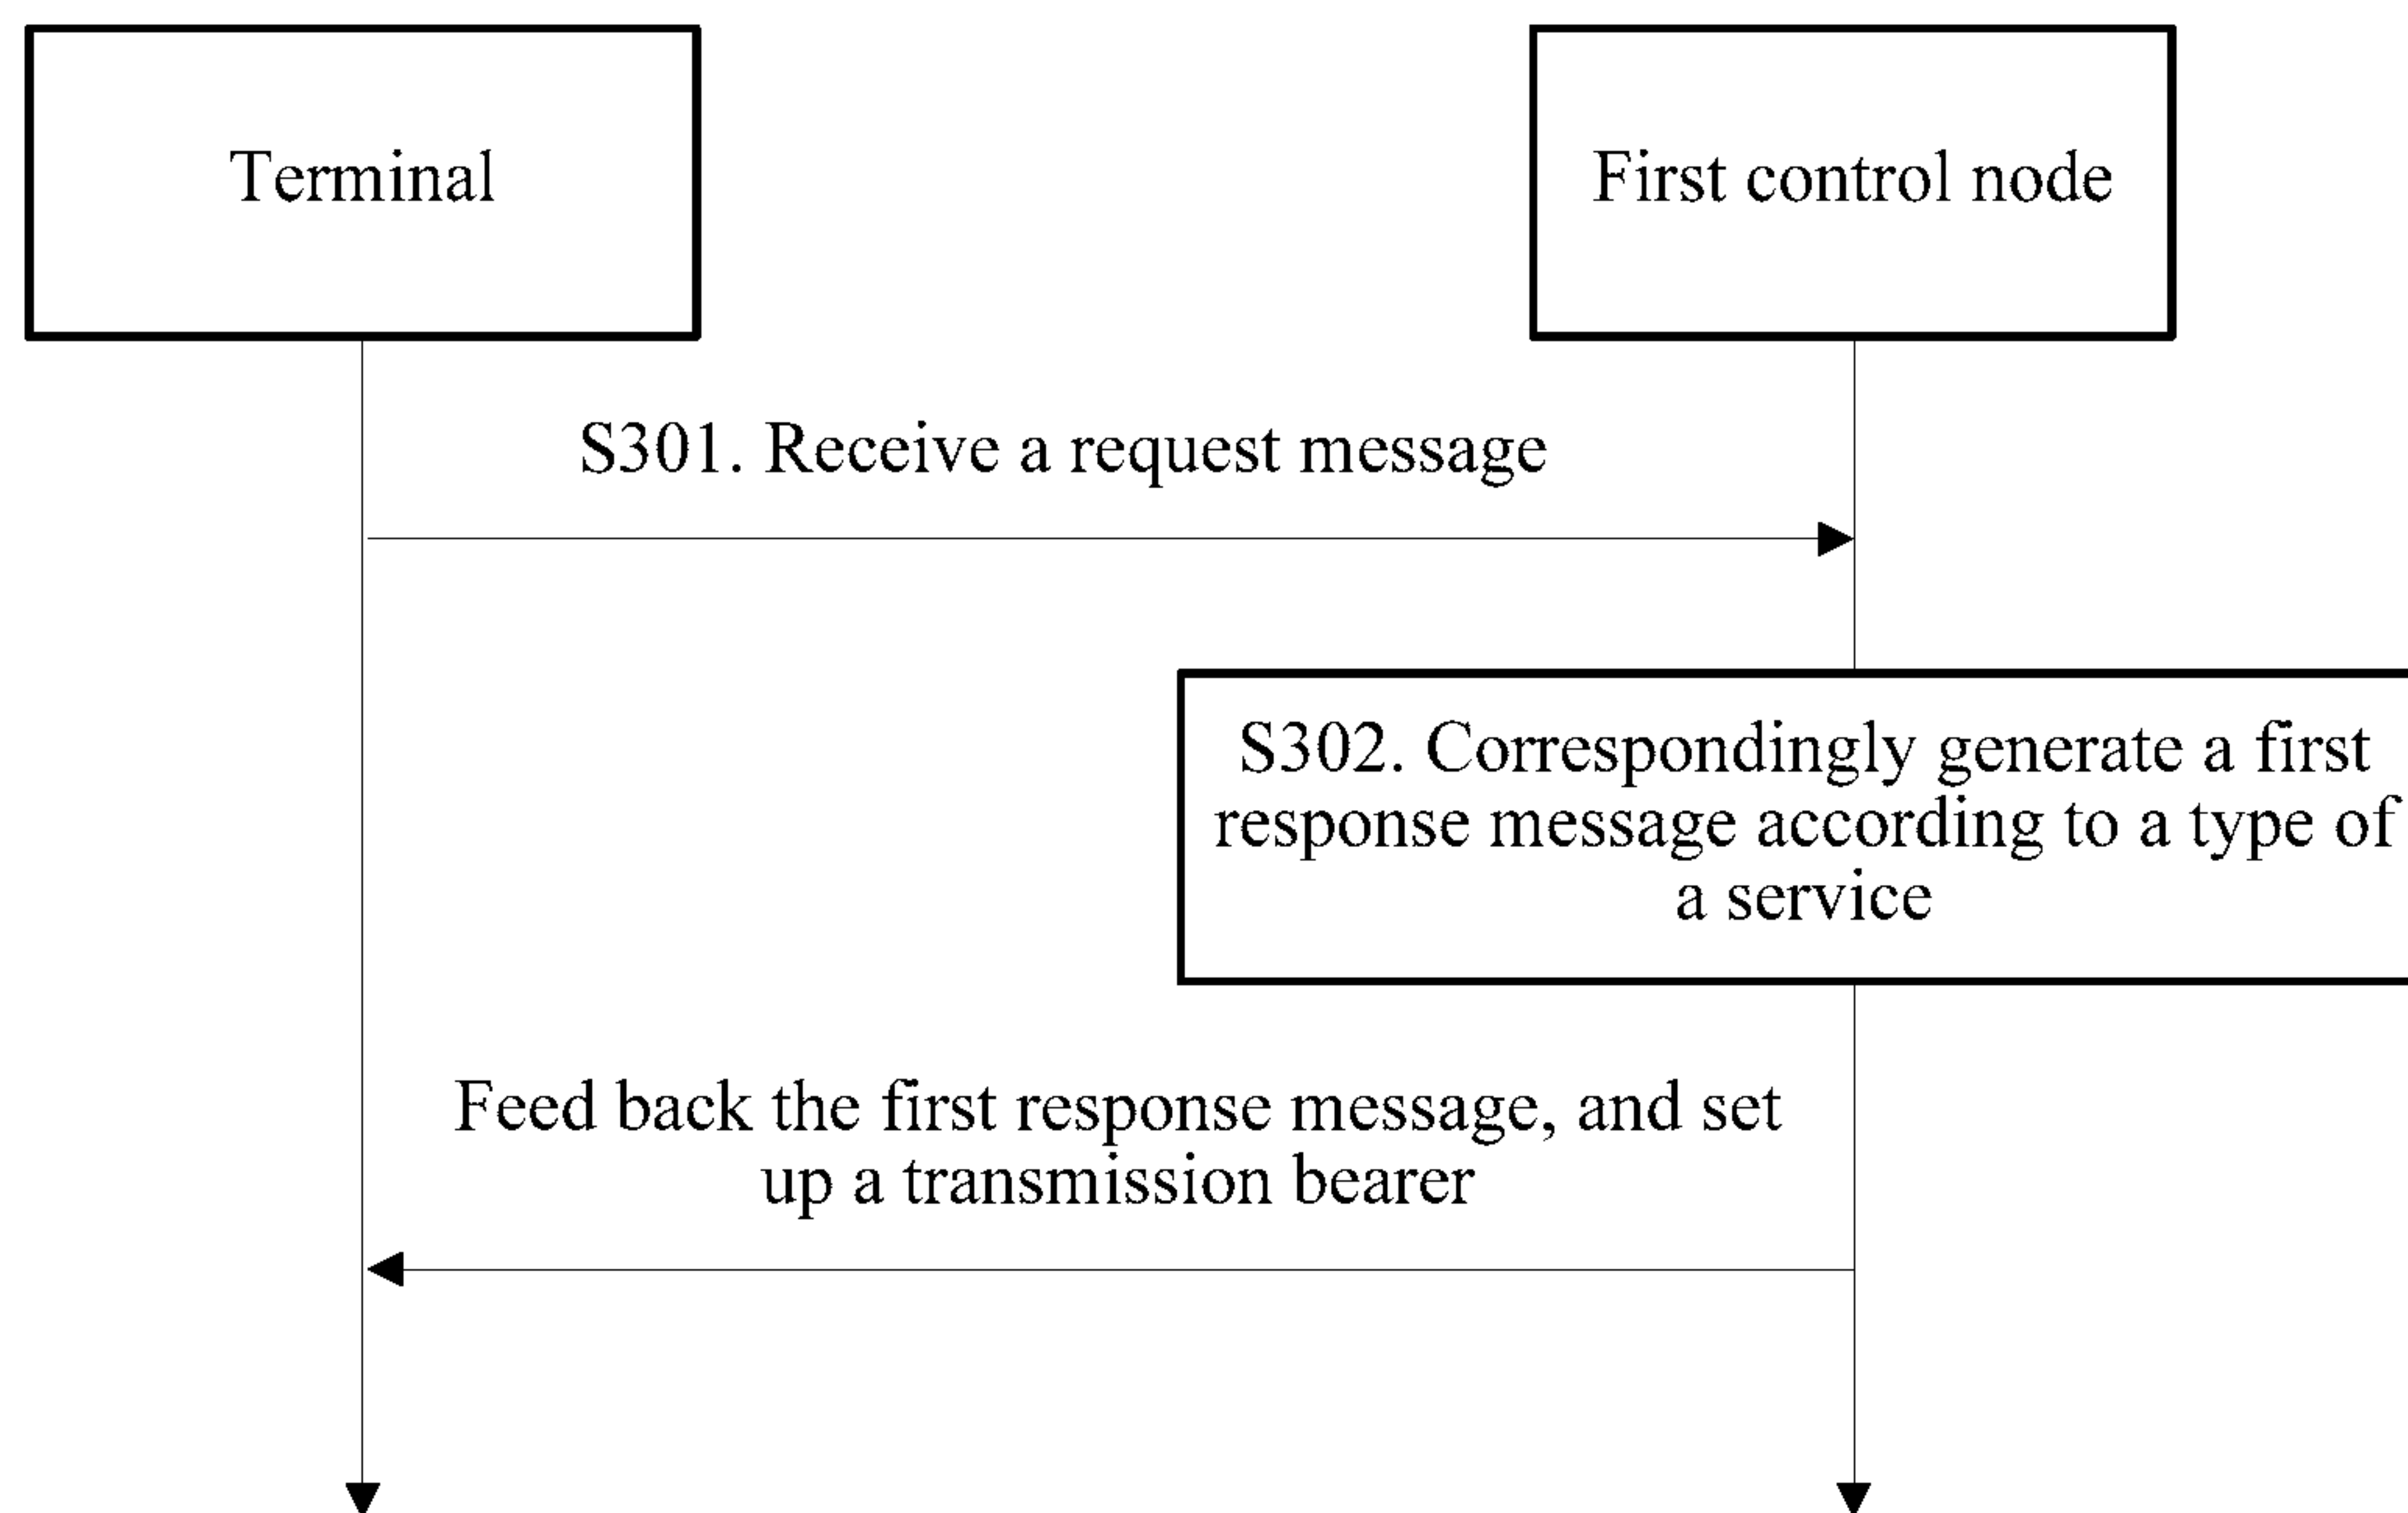 Terminal
First control node
S301. Receive a request message
S302. Correspondingly generate a first
response message according to a type of
a service
Feed back the first response message, and set
up a transmission bearer